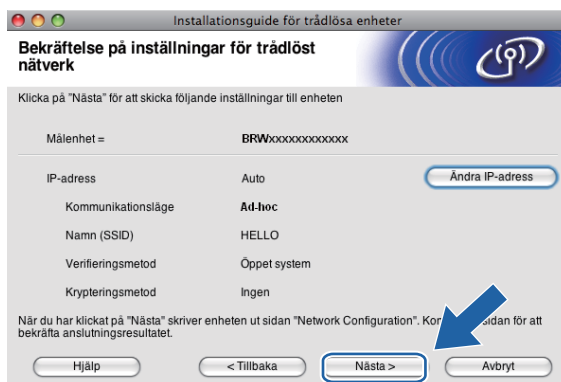 Installationsguide för trådlösa enheter
Bekräftelse på inställningar för trådlöst
nätverk
Klicka på "Nästa" för att skicka följande inställningar till enheten
Målenhet = BRWxxxxxxxxxxxx
IP-adress Auto Ändra IP-adress
Kommunikationsläge Ad-hoc
Namn (SSID) HELLO
Verifieringsmetod Öppet system
Krypteringsmetod Ingen
När du har klickat på "Nästa" skriver enheten ut sidan "Network Configuration". sidan för att
bekräfta anslutningsresultatet.
Hjälp < Tillbaka Nästa > Avbryt